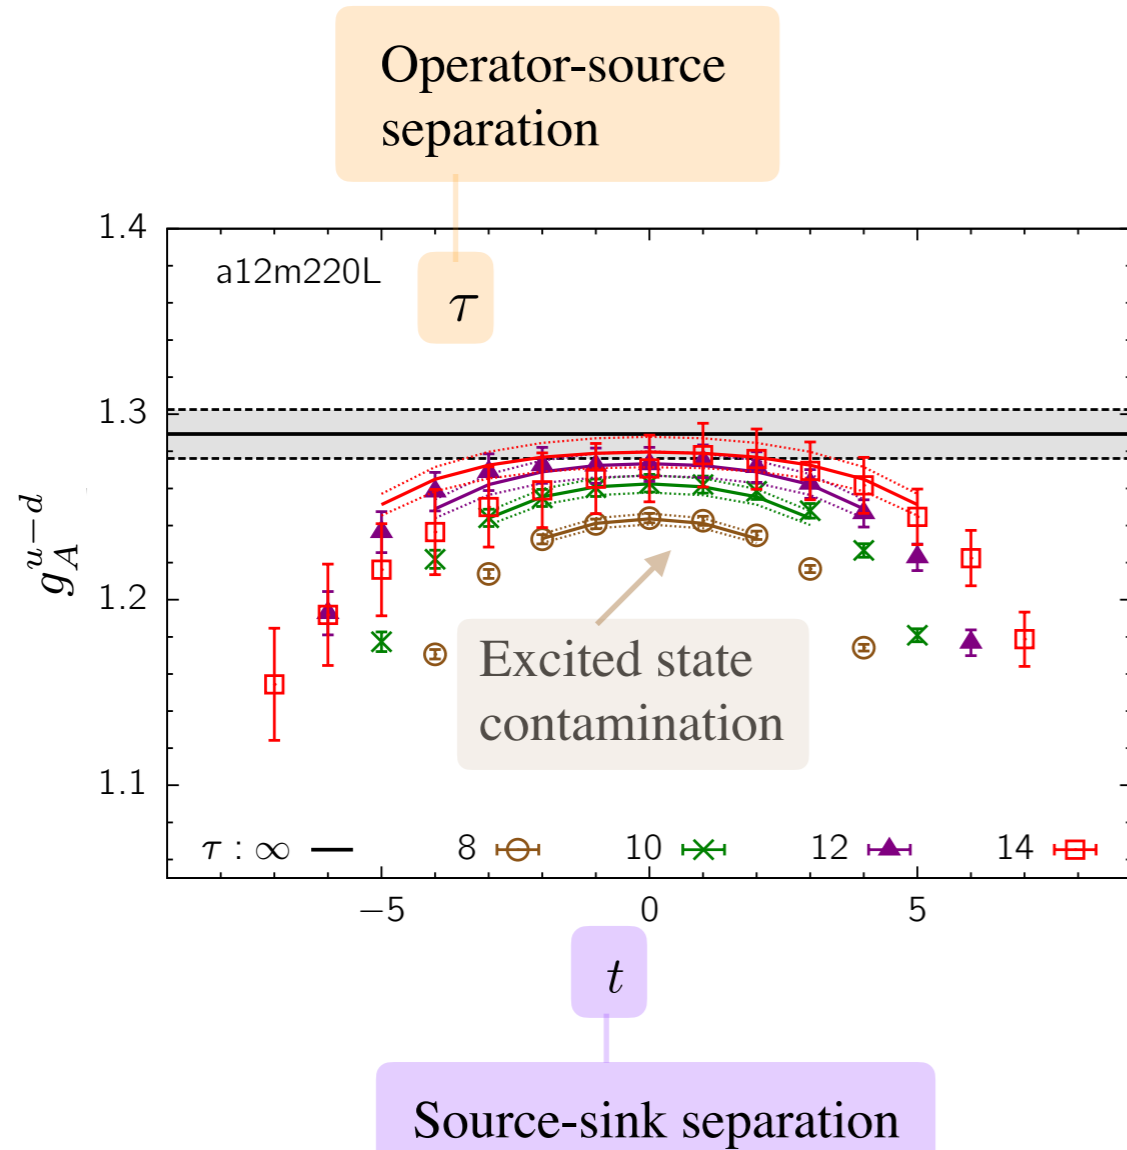 Operator-source
separation
1.4
a12m220L
τ
1.3
g_A^{u−d}
1.2
Excited state
contamination
1.1
τ : ∞ 8 10 12 14
−5 0 5
t
Source-sink separation